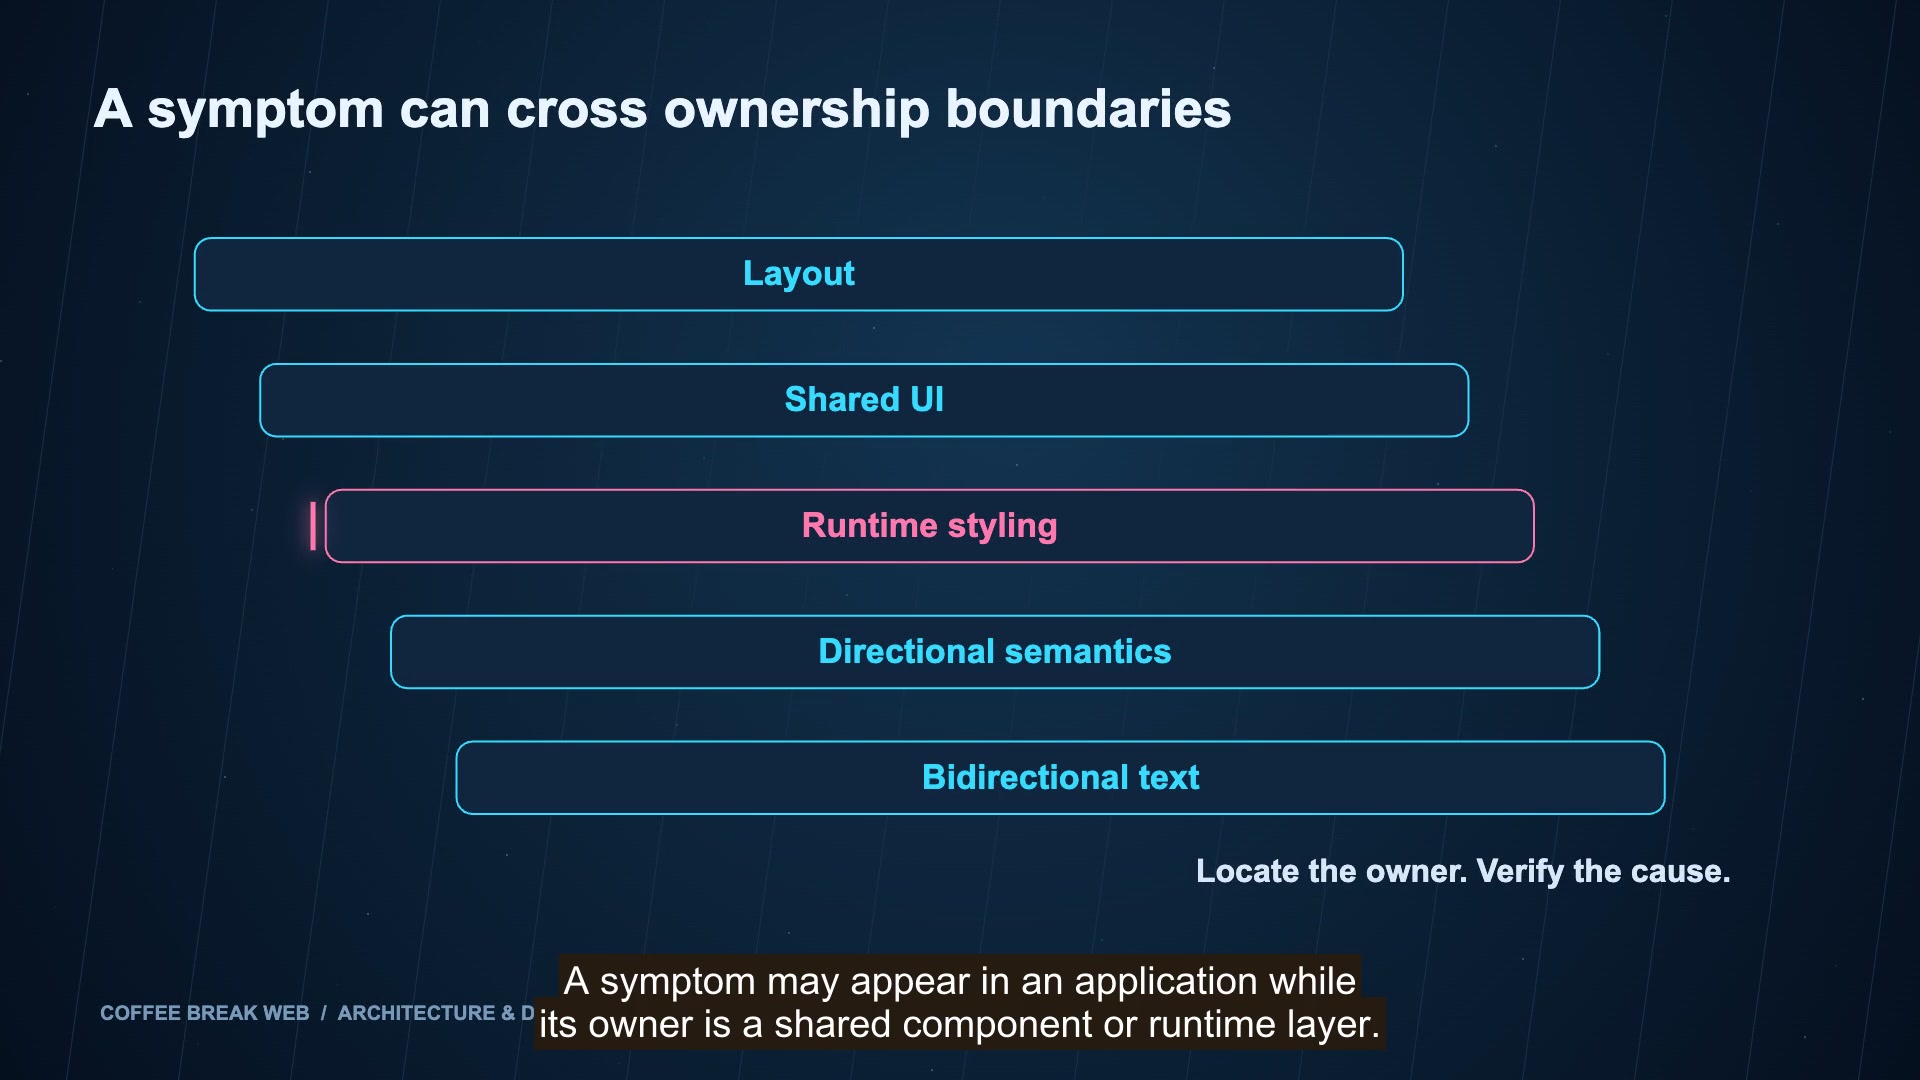 A symptom can cross ownership boundaries
Layout
Shared UI
Runtime styling
Directional semantics
Bidirectional text
Locate the owner. Verify the cause.
A symptom may appear in an application while
its owner is a shared component or runtime layer.
COFFEE BREAK WEB / ARCHITECTURE &